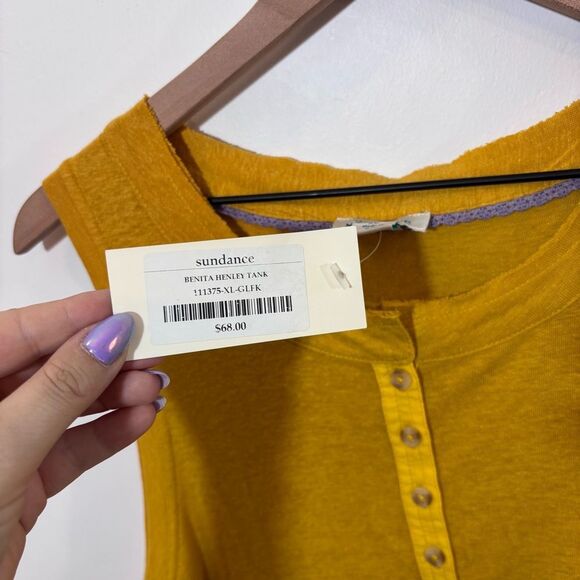 sundance
BENITA HENLEY TANK
111375-XL-GLFK
$68.00